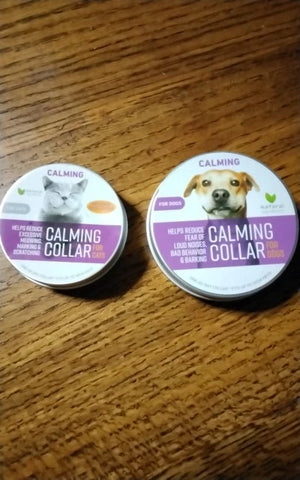 CALMING
HELPS REDUCE
EXCESSIVE
MEOWING,
MARKING &
SCRATCHING
CALMING
COLLAR
FOR
CATS
CALMING
FOR DOGS
natural
HELPS REDUCE
FEAR OF
LOUD NOISES,
BAD BEHAVIOR
& BARKING
CALMING
COLLAR
FOR
DOGS